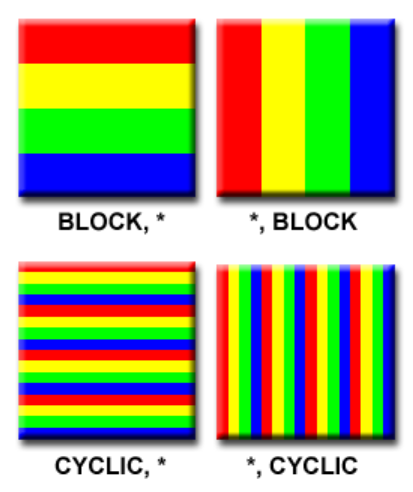 BLOCK, *
*, BLOCK
CYCLIC, *
*, CYCLIC